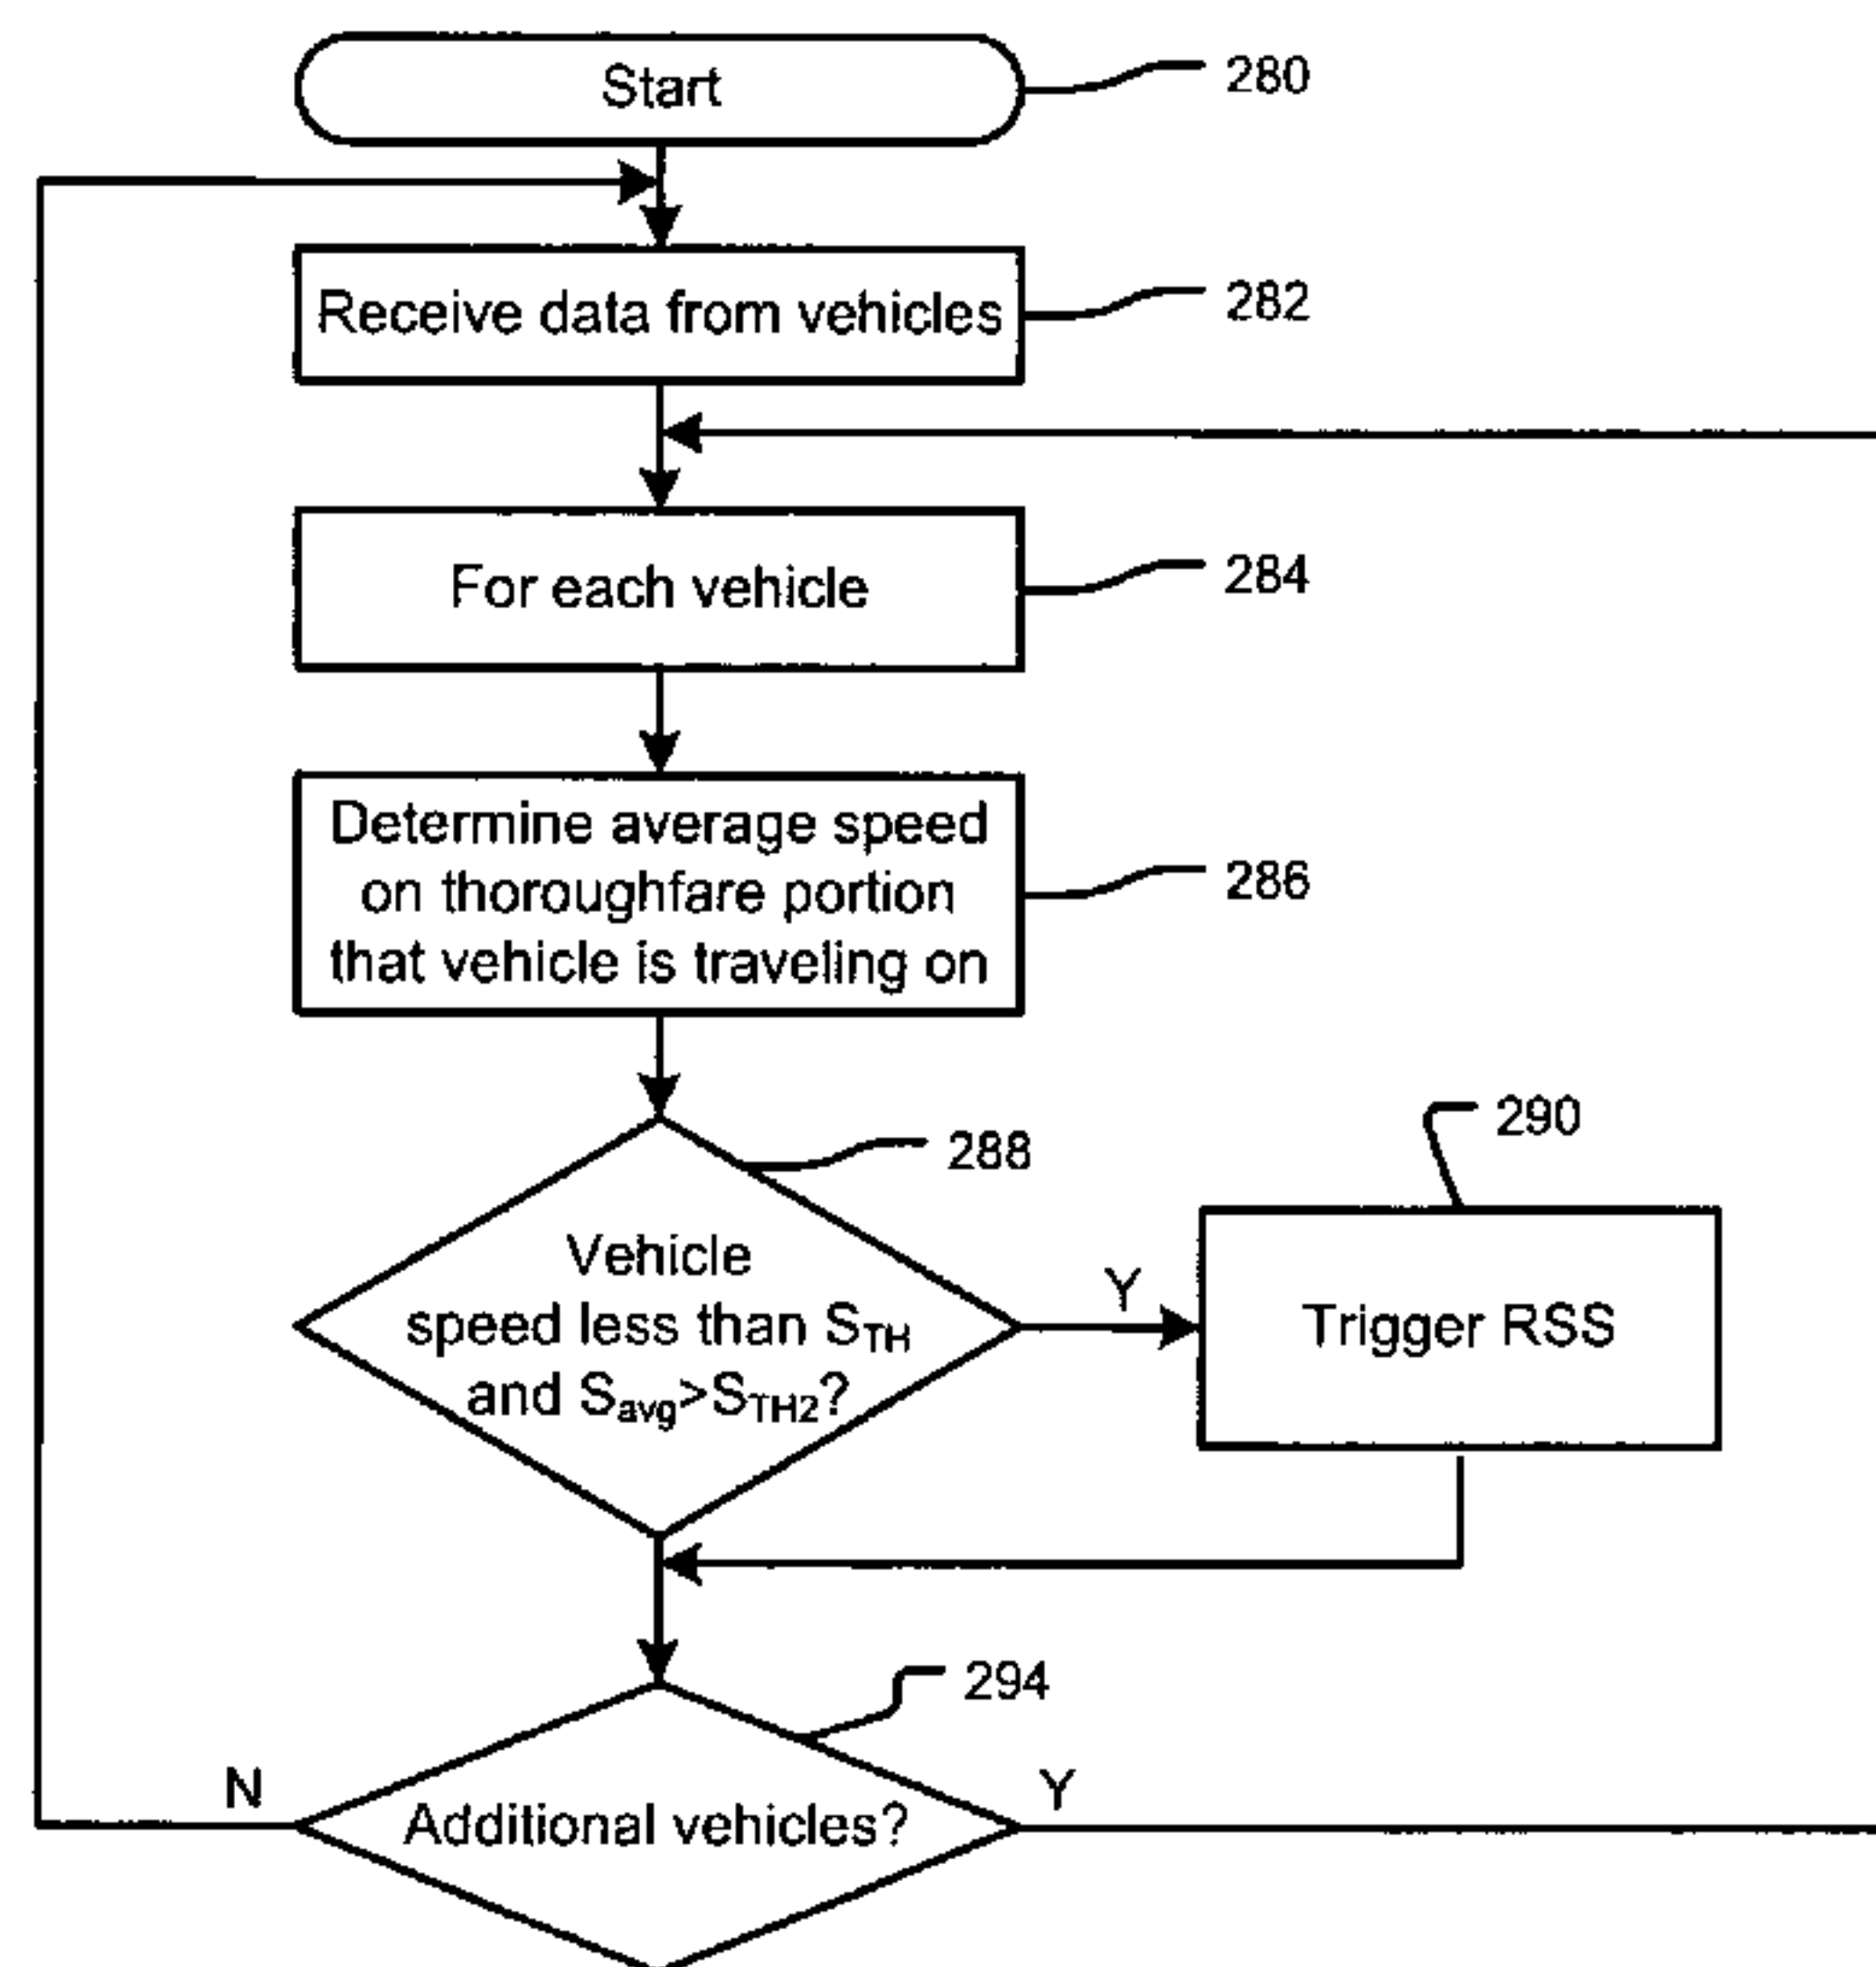 Start
280
Receive data from vehicles
282
For each vehicle
284
Determine average speed
on thoroughfare portion
that vehicle is traveling on
286
288
Vehicle
speed less than STH
and Savg>STH2?
Y
290
Trigger RSS
294
N
Additional vehicles?
Y